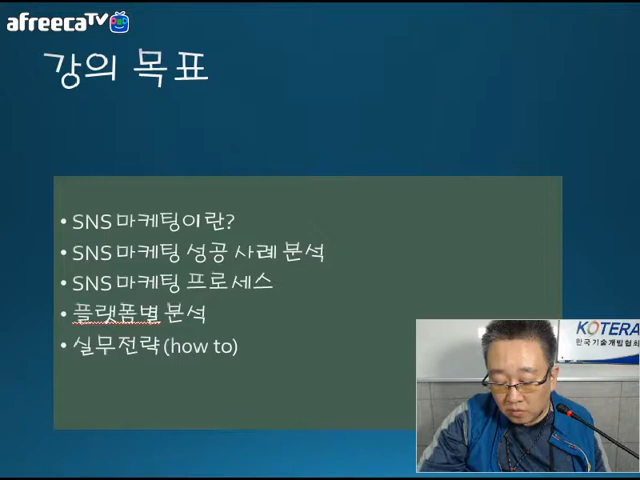 afreecaTV
강의 목표
• SNS 마케팅이란?
• SNS 마케팅 성공 사례 분석
• SNS 마케팅 프로세스
• 플랫폼별 분석
• 실무전략(how to)
KOTERA
한국기술개발협회